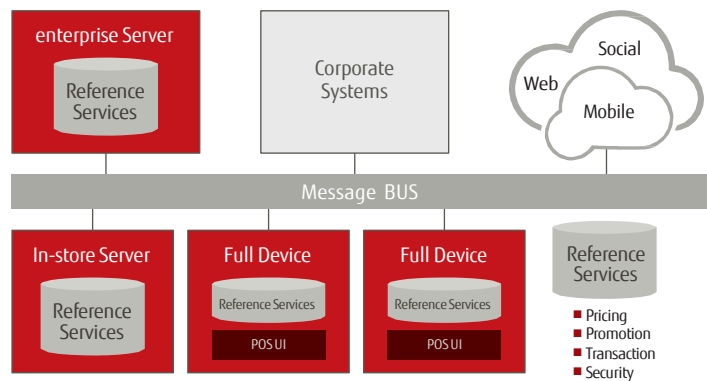 enterprise Server
Reference
Services
Corporate
Systems
Social
Web
Mobile
Message BUS
In-store Server
Reference
Services
Full Device
Reference Services
POS UI
Full Device
Reference Services
POS UI
Reference
Services
Pricing
Promotion
Transaction
Security